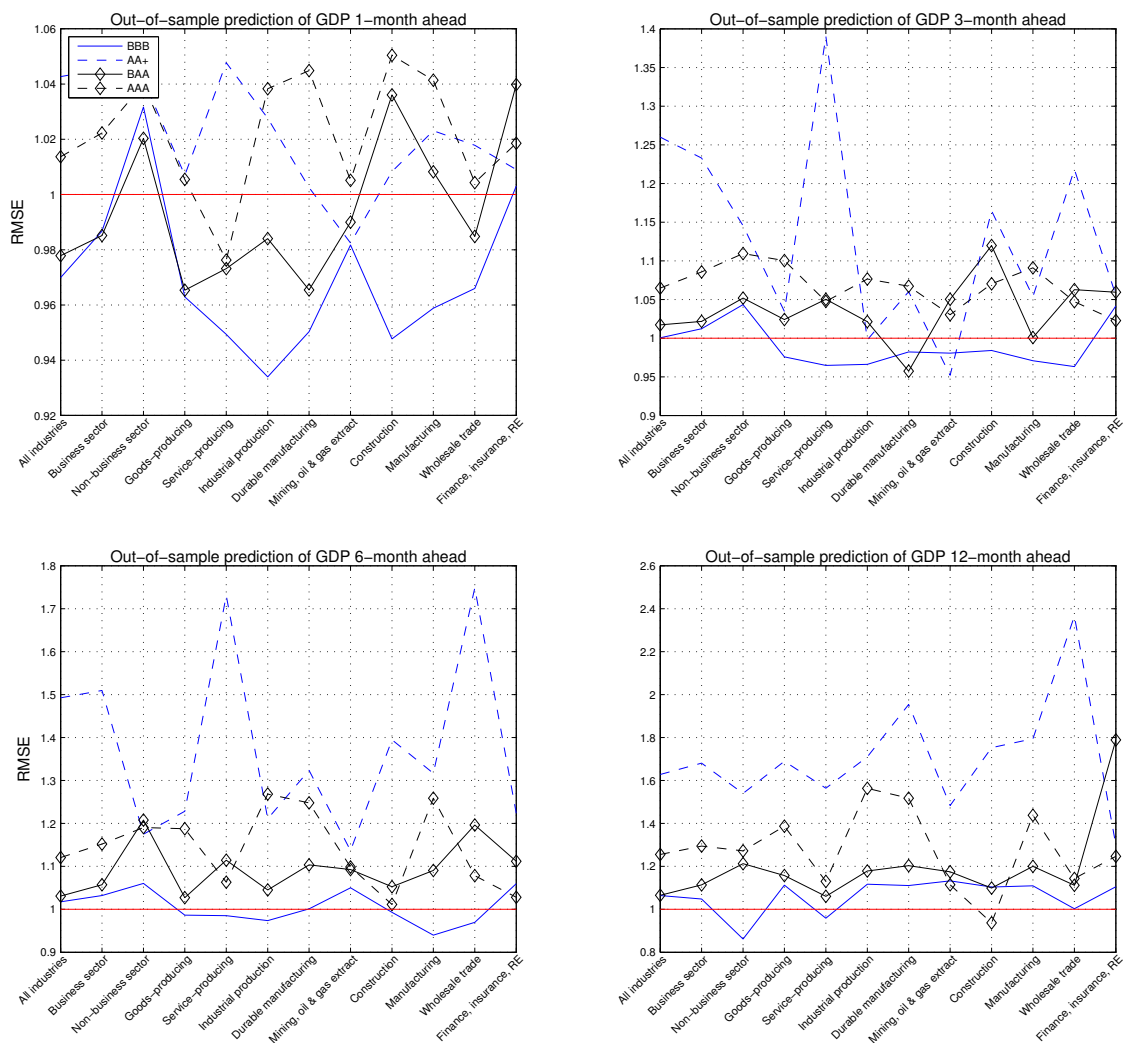 Out-of-sample prediction of GDP 1-month ahead
1.06
1.04
1.02
1
0.98
0.96
0.94
0.92
RMSE
BBB
AA+
BAA
AAA
All industries
Business sector
Non-business sector
Goods-producing
Service-producing
Industrial production
Durable manufacturing
Mining, oil & gas extract
Construction
Manufacturing
Wholesale trade
Finance, insurance, RE
Out-of-sample prediction of GDP 3-month ahead
1.4
1.35
1.3
1.25
1.2
1.15
1.1
1.05
1
0.95
0.9
All industries
Business sector
Non-business sector
Goods-producing
Service-producing
Industrial production
Durable manufacturing
Mining, oil & gas extract
Construction
Manufacturing
Wholesale trade
Finance, insurance, RE
Out-of-sample prediction of GDP 6-month ahead
1.8
1.7
1.6
1.5
1.4
1.3
1.2
1.1
1
0.9
RMSE
All industries
Business sector
Non-business sector
Goods-producing
Service-producing
Industrial production
Durable manufacturing
Mining, oil & gas extract
Construction
Manufacturing
Wholesale trade
Finance, insurance, RE
Out-of-sample prediction of GDP 12-month ahead
2.6
2.4
2.2
2
1.8
1.6
1.4
1.2
1
0.8
All industries
Business sector
Non-business sector
Goods-producing
Service-producing
Industrial production
Durable manufacturing
Mining, oil & gas extract
Construction
Manufacturing
Wholesale trade
Finance, insurance, RE